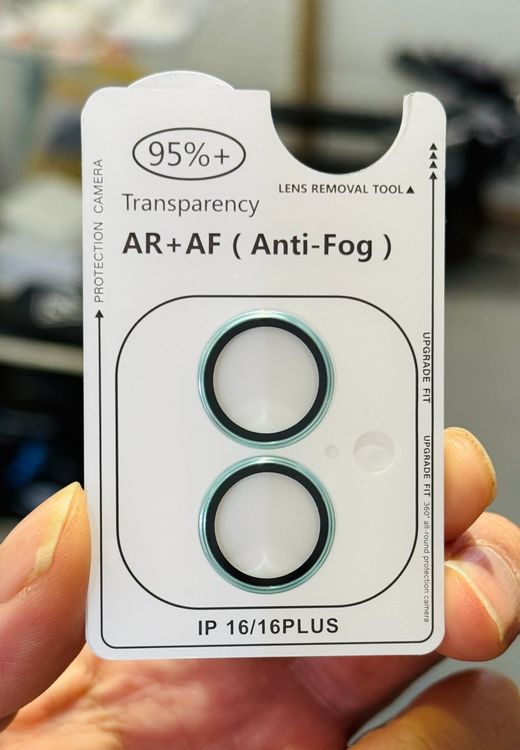 95%+
LENS REMOVAL TOOL▲
Transparency
AR+AF ( Anti-Fog )
PROTECTION CAMERA
UPGRADE FIT
UPGRADE FIT 360° all-round protection camera
IP 16/16PLUS